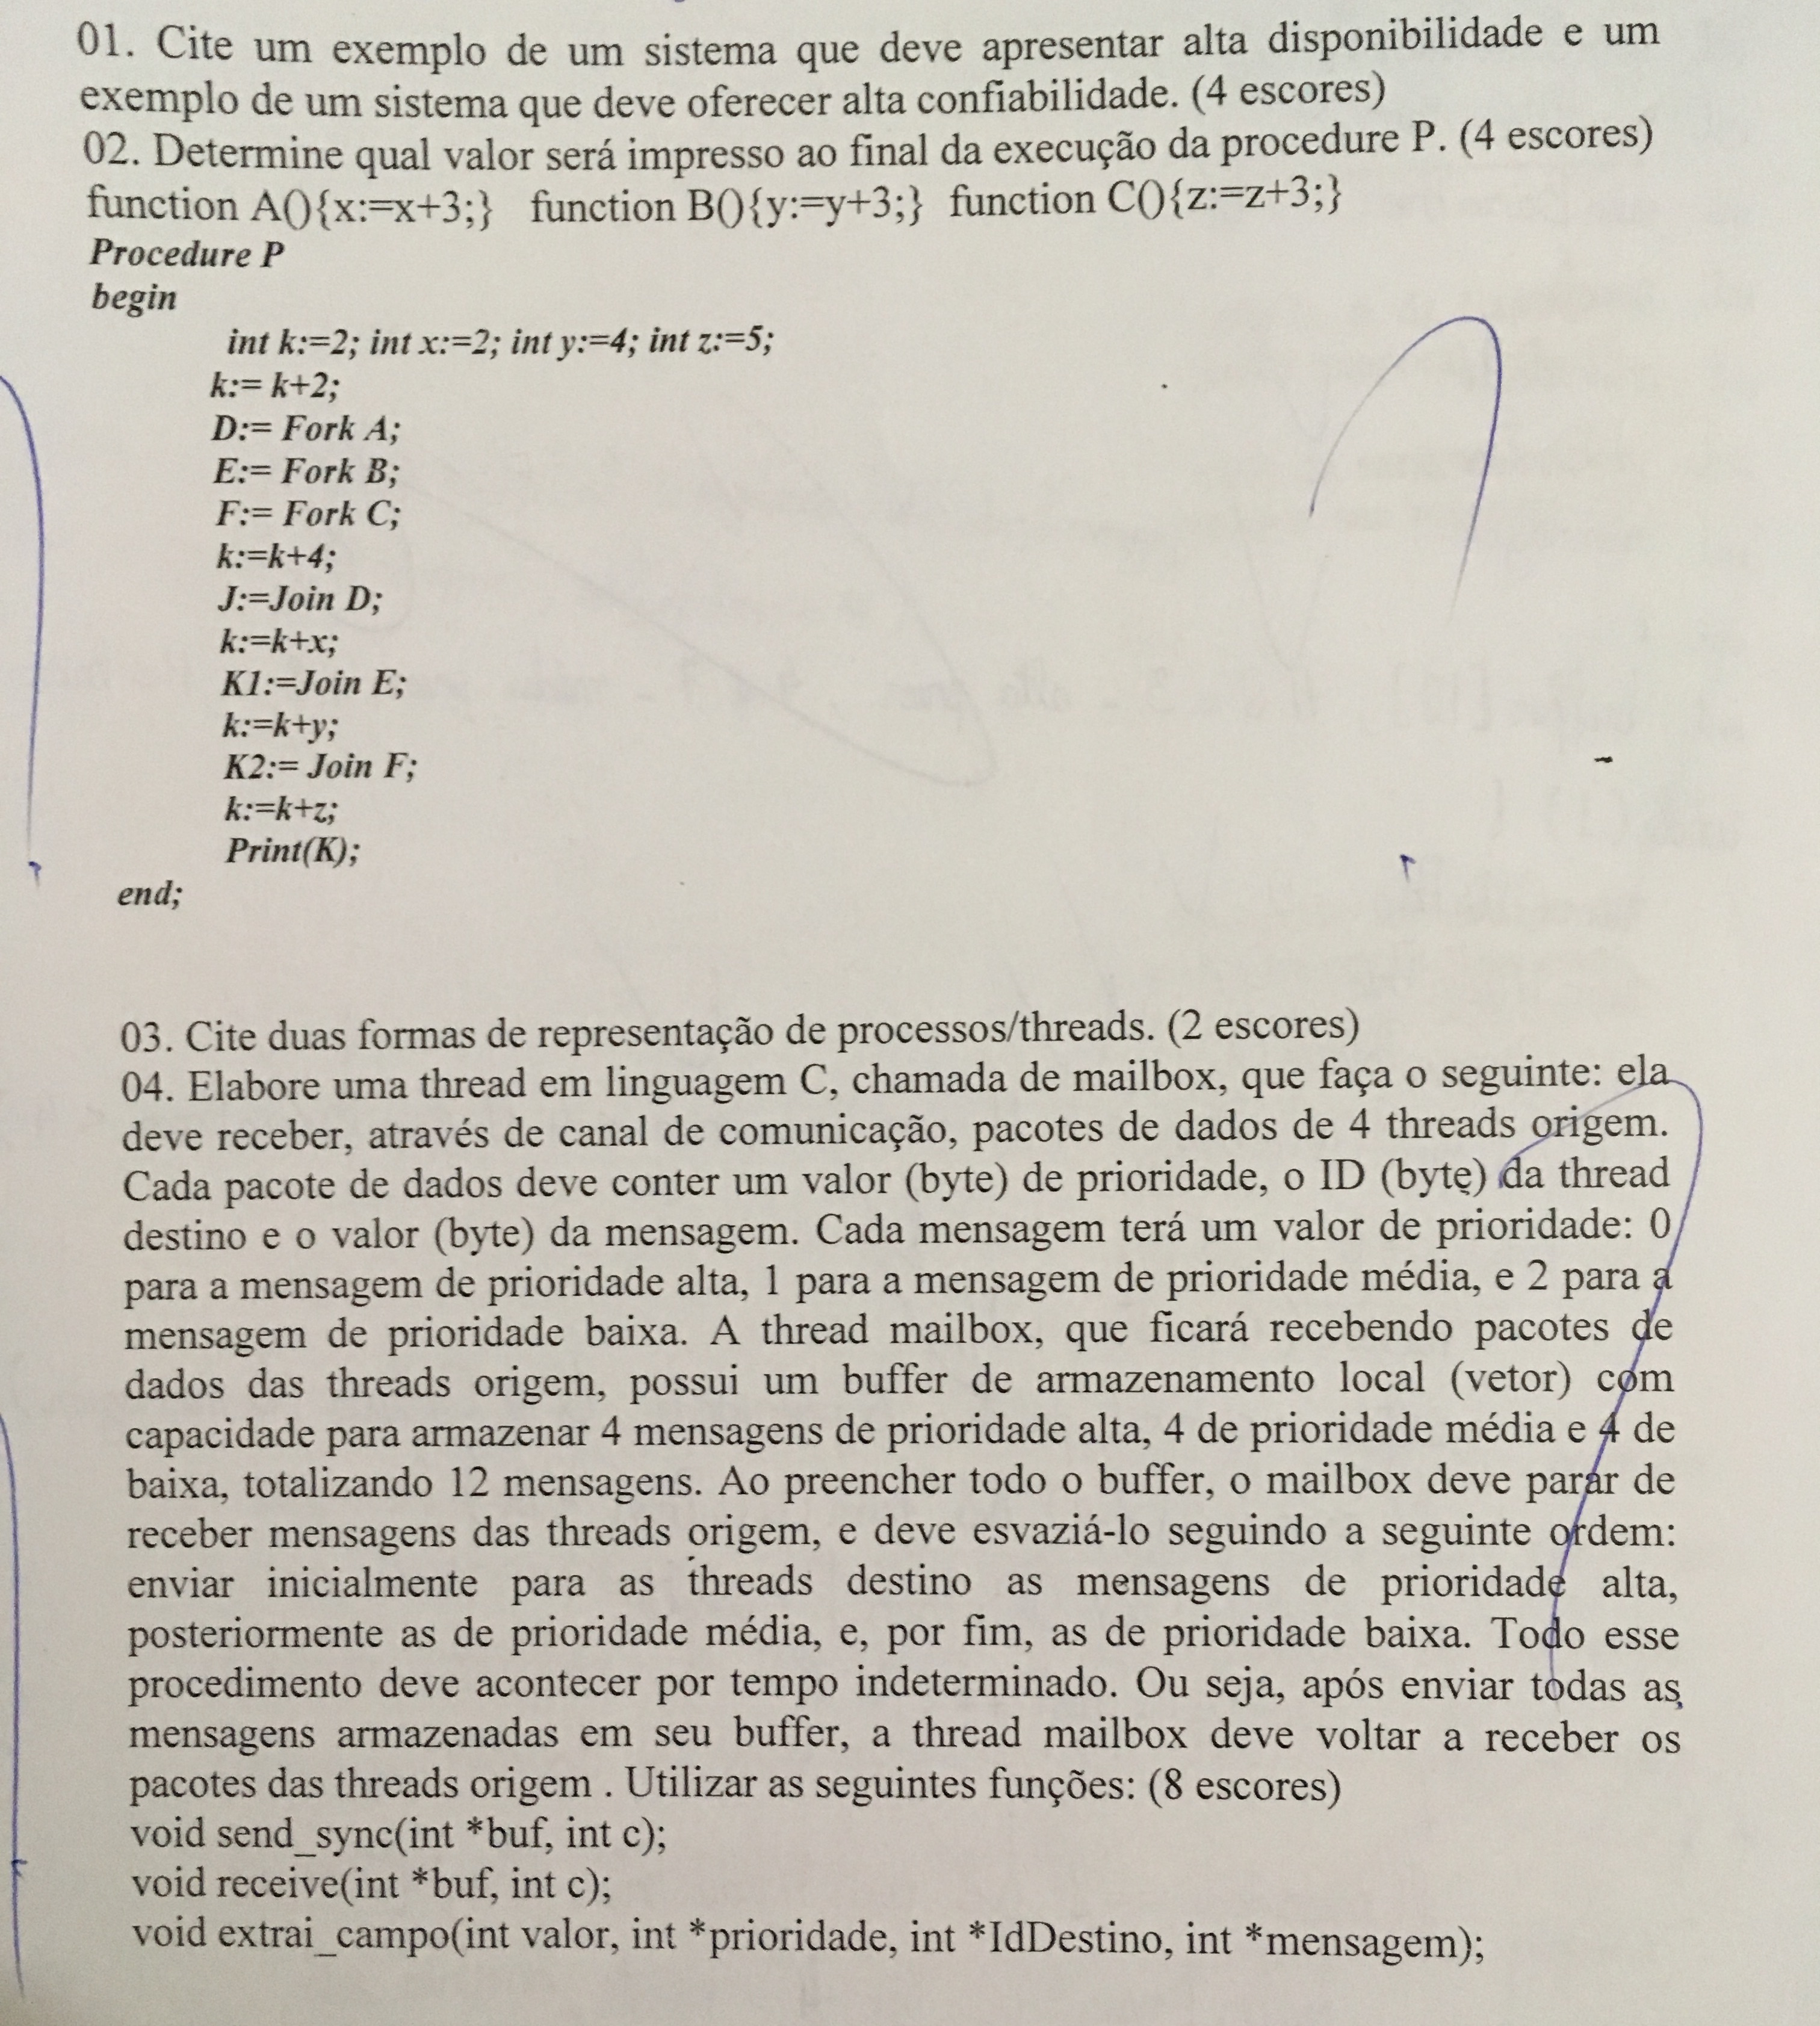 01. Cite um exemplo de um sistema que deve apresentar alta disponibilidade e um
exemplo de um sistema que deve oferecer alta confiabilidade. (4 escores)
02. Determine qual valor será impresso ao final da execução da procedure P. (4 escores)
function A(){x:=x+3;} function B(){y:=y+3;} function C(){z:=z+3;}
Procedure P
begin
int k:=2; int x:=2; int y:=4; int z:=5;
k:= k+2;
D:= Fork A;
E:= Fork B;
F:= Fork C;
k:=k+4;
J:=Join D;
k:=k+x;
K1:=Join E;
k:=k+y;
K2:= Join F;
k:=k+z;
Print(K);
end;
03. Cite duas formas de representação de processos/threads. (2 escores)
04. Elabore uma thread em linguagem C, chamada de mailbox, que faça o seguinte: ela
deve receber, através de canal de comunicação, pacotes de dados de 4 threads origem.
Cada pacote de dados deve conter um valor (byte) de prioridade, o ID (byte) da thread
destino e o valor (byte) da mensagem. Cada mensagem terá um valor de prioridade: 0
para a mensagem de prioridade alta, 1 para a mensagem de prioridade média, e 2 para a
mensagem de prioridade baixa. A thread mailbox, que ficará recebendo pacotes de
dados das threads origem, possui um buffer de armazenamento local (vetor) com
capacidade para armazenar 4 mensagens de prioridade alta, 4 de prioridade média e 4 de
baixa, totalizando 12 mensagens. Ao preencher todo o buffer, o mailbox deve parar de
receber mensagens das threads origem, e deve esvaziá-lo seguindo a seguinte ordem:
enviar inicialmente para as threads destino as mensagens de prioridade alta,
posteriormente as de prioridade média, e, por fim, as de prioridade baixa. Todo esse
procedimento deve acontecer por tempo indeterminado. Ou seja, após enviar todas as
mensagens armazenadas em seu buffer, a thread mailbox deve voltar a receber os
pacotes das threads origem . Utilizar as seguintes funções: (8 escores)
void send_sync(int *buf, int c);
void receive(int *buf, int c);
void extrai_campo(int valor, int *prioridade, int *IdDestino, int *mensagem);